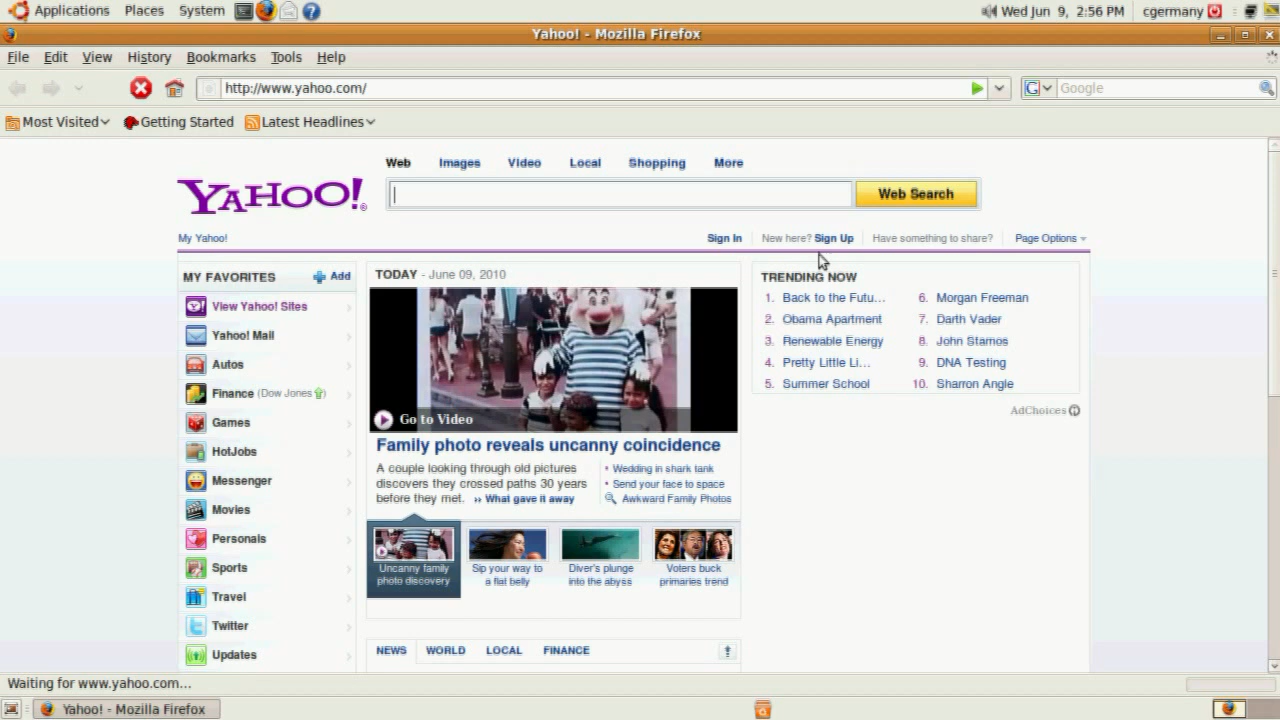 Applications Places System Wed Jun 9, 2:56 PM cgermany
Yahoo! - Mozilla Firefox
File Edit View History Bookmarks Tools Help
http://www.yahoo.com/ G Google
Most Visited Getting Started Latest Headlines
Web Images Video Local Shopping More
YAHOO! Web Search
My Yahoo! Sign In New here? Sign Up Have something to share? Page Options
MY FAVORITES Add
View Yahoo! Sites
Yahoo! Mail
Autos
Finance (Dow Jones)
Games
HotJobs
Messenger
Movies
Personals
Sports
Travel
Twitter
Updates
TODAY - June 09, 2010
Go to Video
Family photo reveals uncanny coincidence
A couple looking through old pictures
discovers they crossed paths 30 years
before they met. ›› What gave it away
• Wedding in shark tank
• Send your face to space
Awkward Family Photos
Uncanny family
photo discovery
Sip your way to
a flat belly
Diver's plunge
into the abyss
Voters buck
primaries trend
NEWS WORLD LOCAL FINANCE
TRENDING NOW
1. Back to the Futu...
2. Obama Apartment
3. Renewable Energy
4. Pretty Little Li...
5. Summer School
6. Morgan Freeman
7. Darth Vader
8. John Stamos
9. DNA Testing
10. Sharron Angle
AdChoices
Waiting for www.yahoo.com...
Yahoo! - Mozilla Firefox